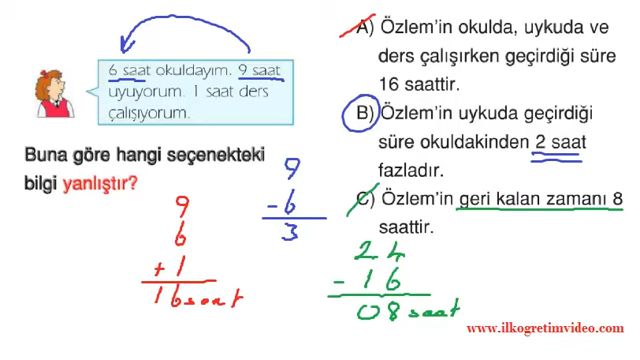 6 saat okuldayım. 9 saat
uyuyorum. 1 saat ders
çalışıyorum.
Buna göre hangi seçenekteki
bilgi yanlıştır?
9
6
+ 1
16 saat
9
- 6
3
A) Özlem'in okulda, uykuda ve
ders çalışırken geçirdiği süre
16 saattir.
B) Özlem'in uykuda geçirdiği
süre okuldakinden 2 saat
fazladır.
C) Özlem'in geri kalan zamanı 8
saattir.
24
- 16
08 saat
www.ilkogretimvideo.com